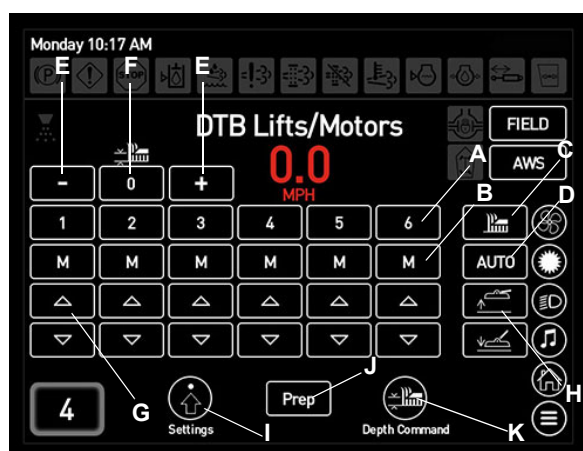 Monday 10:17 AM
E F E
STOP
DTB Lifts/Motors
FIELD
0.0
MPH
AWS
A
B
C
D
- 0 +
1 2 3 4 5 6
M M M M M M AUTO
H
J
4
G
Settings
I
Prep
Depth Command
K